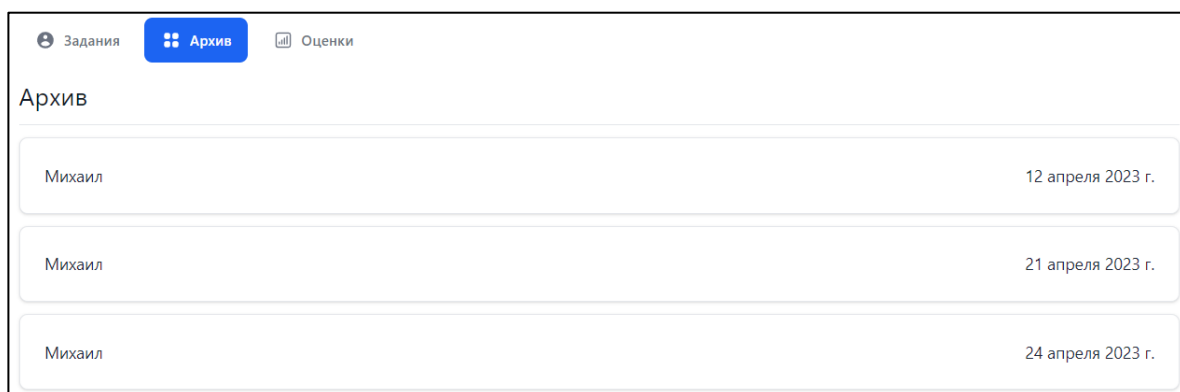 Задания Архив Оценки
Архив
Михаил 12 апреля 2023 г.
Михаил 21 апреля 2023 г.
Михаил 24 апреля 2023 г.